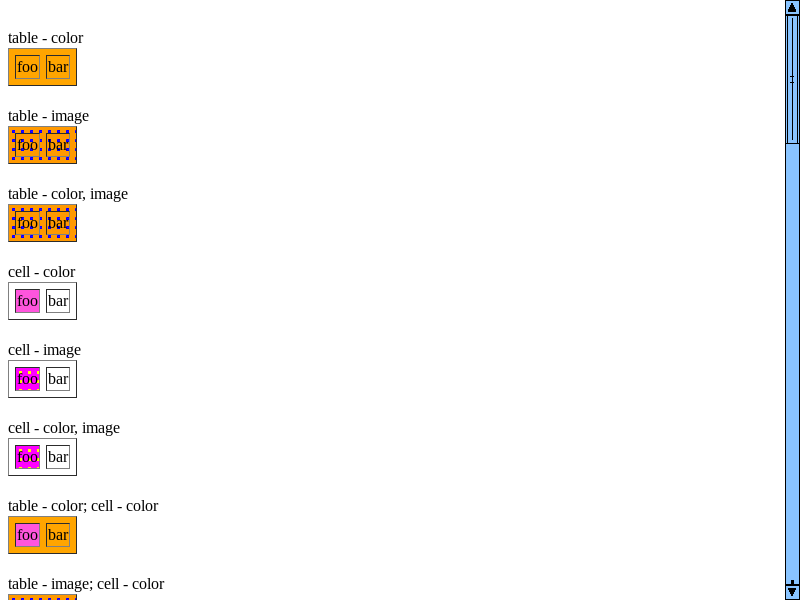 table - color
foo bar
table - image
foo bar
table - color, image
foo bar
cell - color
foo bar
cell - image
foo bar
cell - color, image
foo bar
table - color; cell - color
foo bar
table - image; cell - color